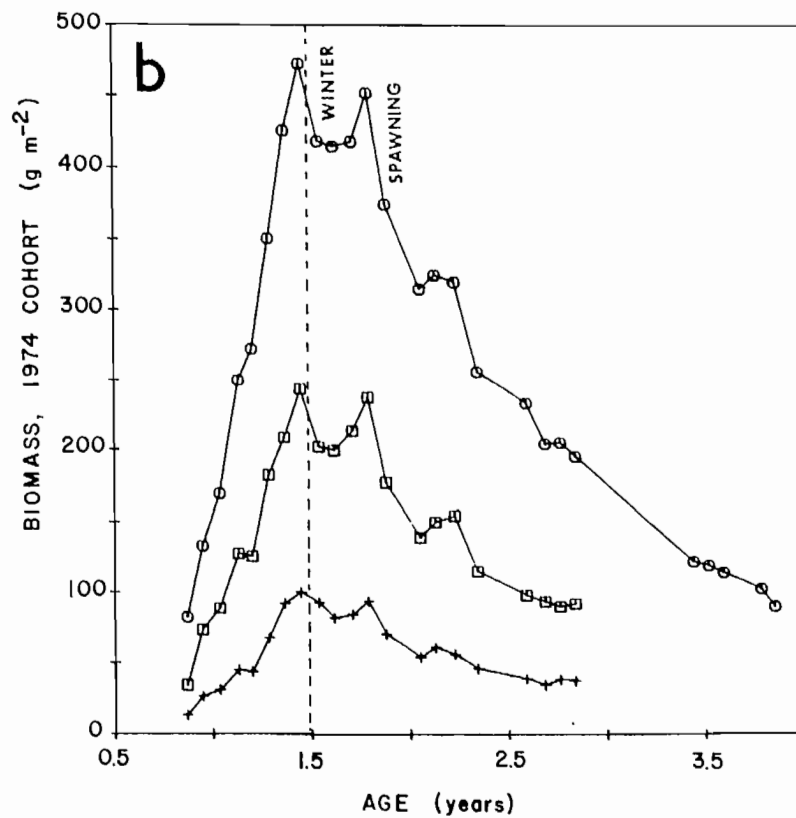 b
500
400
300
200
100
0
BIOMASS, 1974 COHORT (g m⁻²)
WINTER
SPAWNING
0.5
1.5
2.5
3.5
AGE (years)